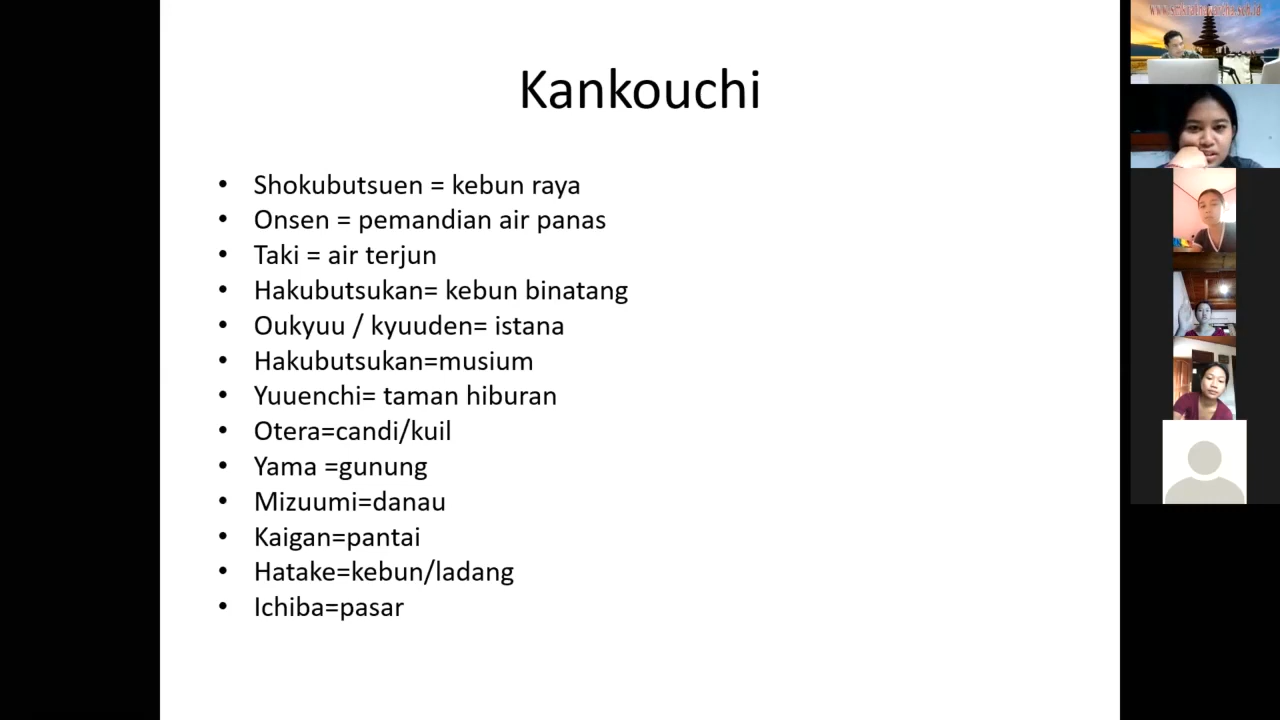 Kankouchi
• Shokubutsuen = kebun raya
• Onsen = pemandian air panas
• Taki = air terjun
• Hakubutsukan= kebun binatang
• Oukyuu / kyuuden= istana
• Hakubutsukan=musium
• Yuuenchi= taman hiburan
• Otera=candi/kuil
• Yama =gunung
• Mizuumi=danau
• Kaigan=pantai
• Hatake=kebun/ladang
• Ichiba=pasar